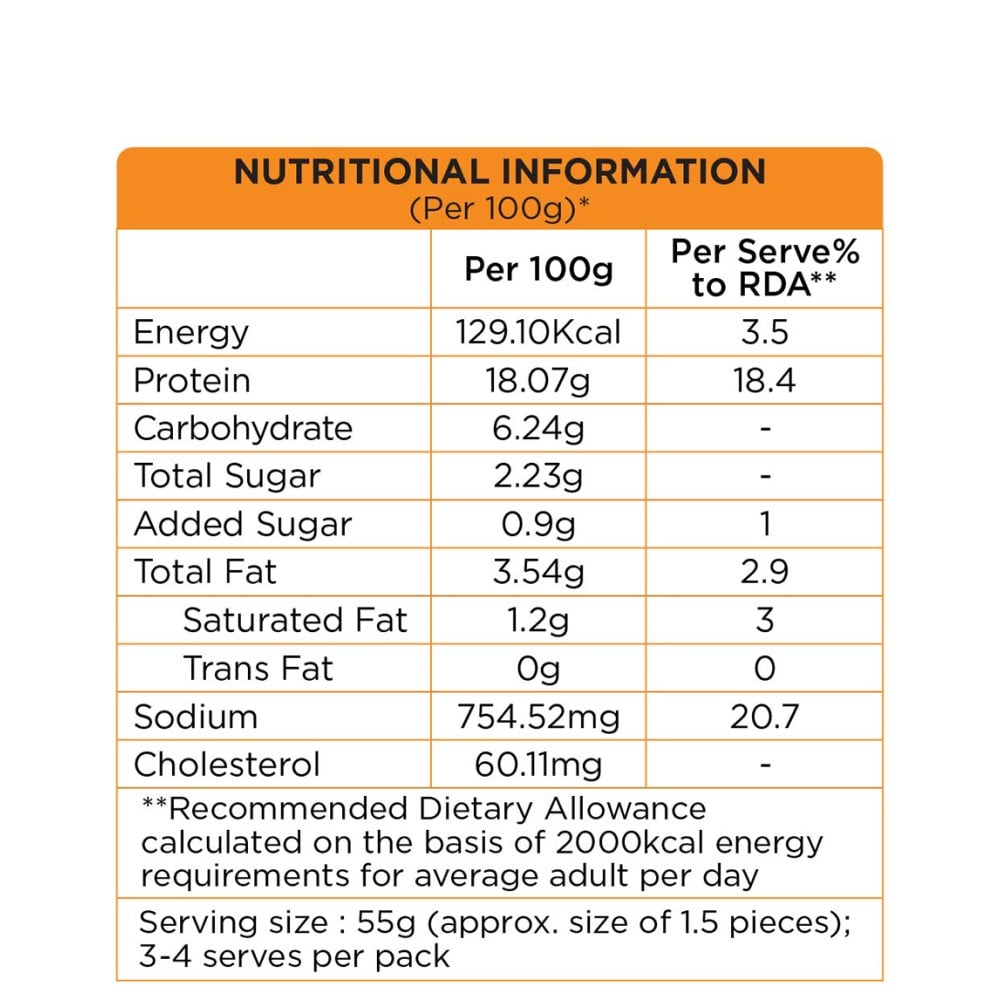 NUTRITIONAL INFORMATION
(Per 100g)*
Per 100g Per Serve% to RDA**
Energy 129.10Kcal 3.5
Protein 18.07g 18.4
Carbohydrate 6.24g -
Total Sugar 2.23g -
Added Sugar 0.9g 1
Total Fat 3.54g 2.9
Saturated Fat 1.2g 3
Trans Fat 0g 0
Sodium 754.52mg 20.7
Cholesterol 60.11mg -
**Recommended Dietary Allowance
calculated on the basis of 2000kcal energy
requirements for average adult per day
Serving size : 55g (approx. size of 1.5 pieces);
3-4 serves per pack